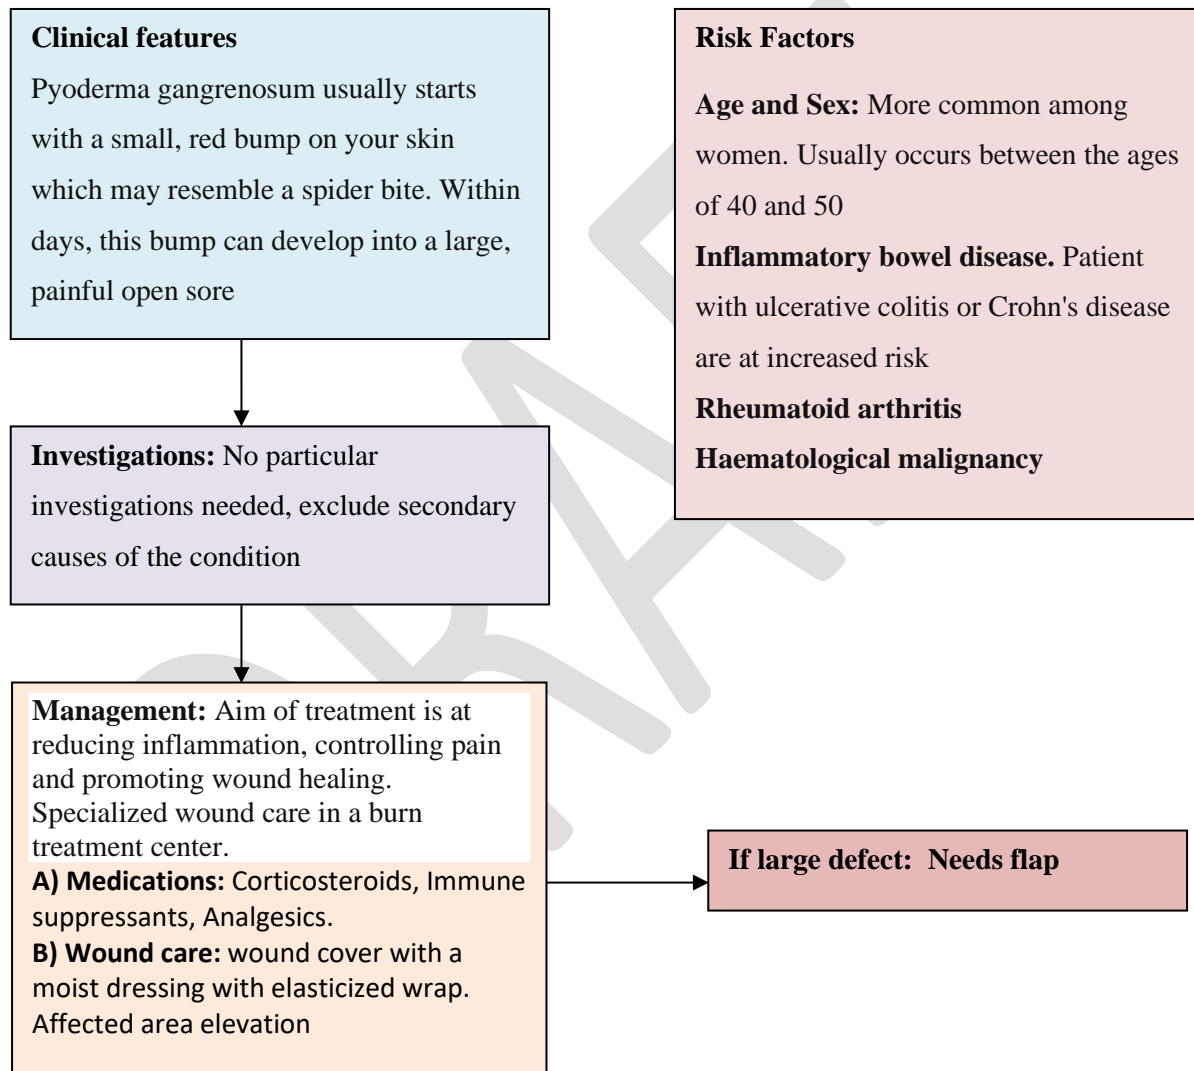 Clinical features
Pyoderma gangrenosum usually starts
with a small, red bump on your skin
which may resemble a spider bite. Within
days, this bump can develop into a large,
painful open sore
Risk Factors
Age and Sex: More common among
women. Usually occurs between the ages
of 40 and 50
Inflammatory bowel disease. Patient
with ulcerative colitis or Crohn's disease
are at increased risk
Rheumatoid arthritis
Haematological malignancy
Investigations: No particular
investigations needed, exclude secondary
causes of the condition
Management: Aim of treatment is at
reducing inflammation, controlling pain
and promoting wound healing.
Specialized wound care in a burn
treatment center.
A) Medications: Corticosteroids, Immune
suppressants, Analgesics.
B) Wound care: wound cover with a
moist dressing with elasticized wrap.
Affected area elevation
If large defect: Needs flap